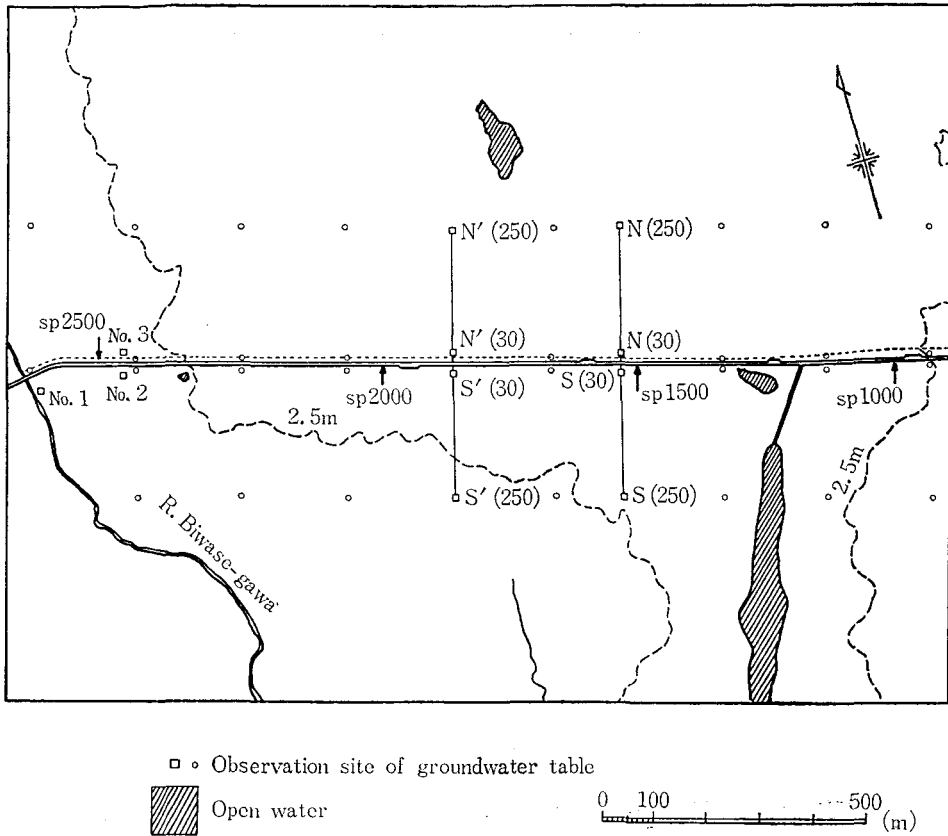 N' (250)
N (250)
sp2500
No. 3
N' (30)
N (30)
No. 1
No. 2
sp2000
S' (30)
S (30)
sp1500
sp1000
2.5m
2.5m
S' (250)
S (250)
R. Biwase-gawa
Observation site of groundwater table
Open water
0 100 500
(m)